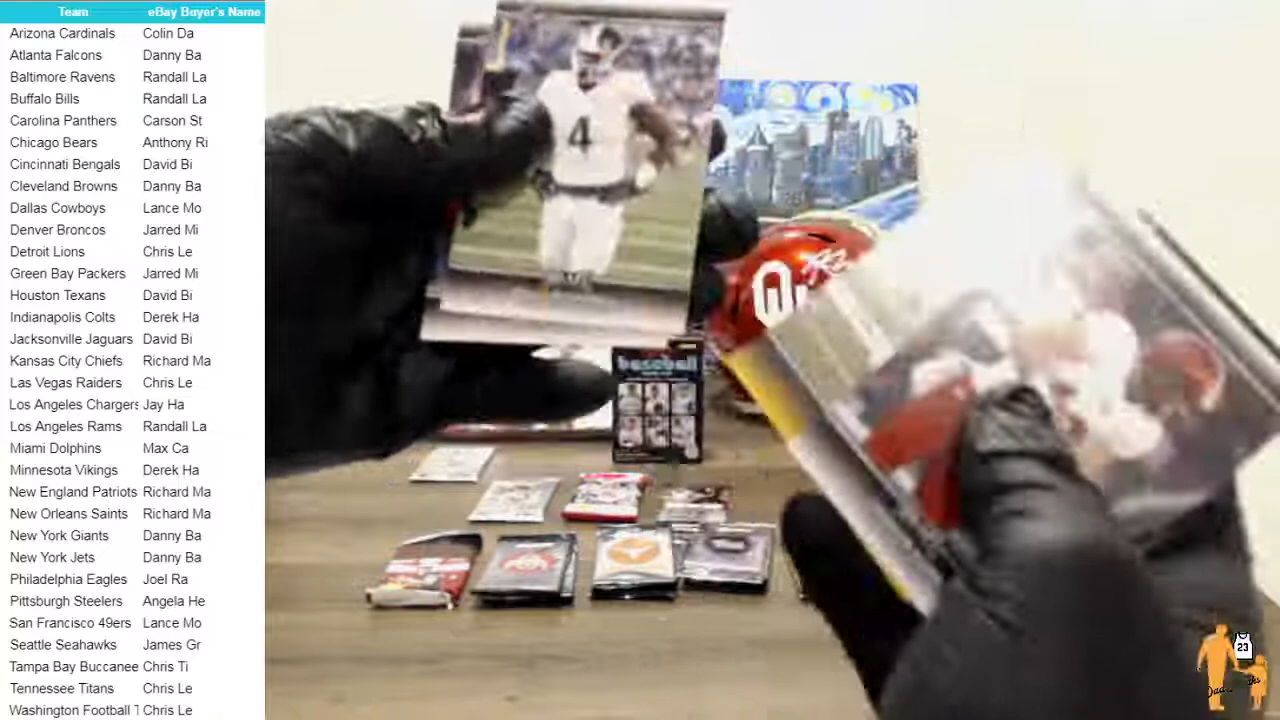 Team eBay Buyer's Name
Arizona Cardinals Colin Da
Atlanta Falcons Danny Ba
Baltimore Ravens Randall La
Buffalo Bills Randall La
Carolina Panthers Carson St
Chicago Bears Anthony Ri
Cincinnati Bengals David Bi
Cleveland Browns Danny Ba
Dallas Cowboys Lance Mo
Denver Broncos Jarred Mi
Detroit Lions Chris Le
Green Bay Packers Jarred Mi
Houston Texans David Bi
Indianapolis Colts Derek Ha
Jacksonville Jaguars David Bi
Kansas City Chiefs Richard Ma
Las Vegas Raiders Chris Le
Los Angeles Chargers Jay Ha
Los Angeles Rams Randall La
Miami Dolphins Max Ca
Minnesota Vikings Derek Ha
New England Patriots Richard Ma
New Orleans Saints Richard Ma
New York Giants Danny Ba
New York Jets Danny Ba
Philadelphia Eagles Joel Ra
Pittsburgh Steelers Angela He
San Francisco 49ers Lance Mo
Seattle Seahawks James Gr
Tampa Bay Buccanee Chris Ti
Tennessee Titans Chris Le
Washington Football T Chris Le
4
baseball
23